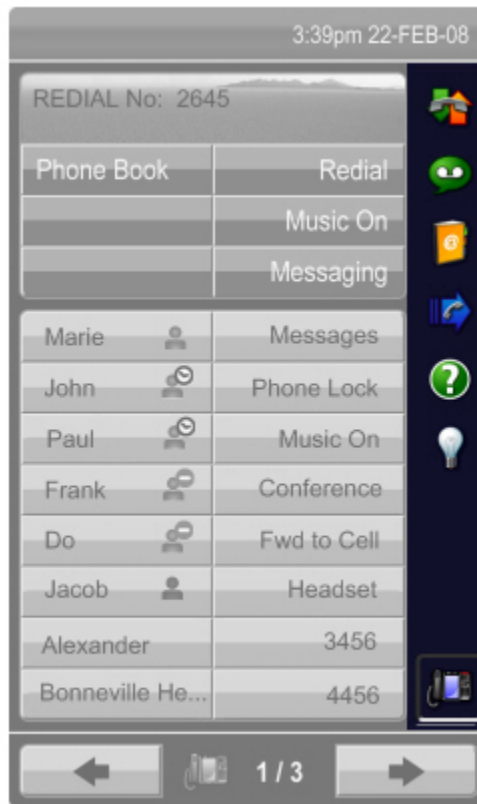 3:39pm 22-FEB-08
REDIAL No: 2645
Phone Book Redial
Music On
Messaging
Marie Messages
John Phone Lock
Paul Music On
Frank Conference
Do Fwd to Cell
Jacob Headset
Alexander 3456
Bonneville He... 4456
1 / 3